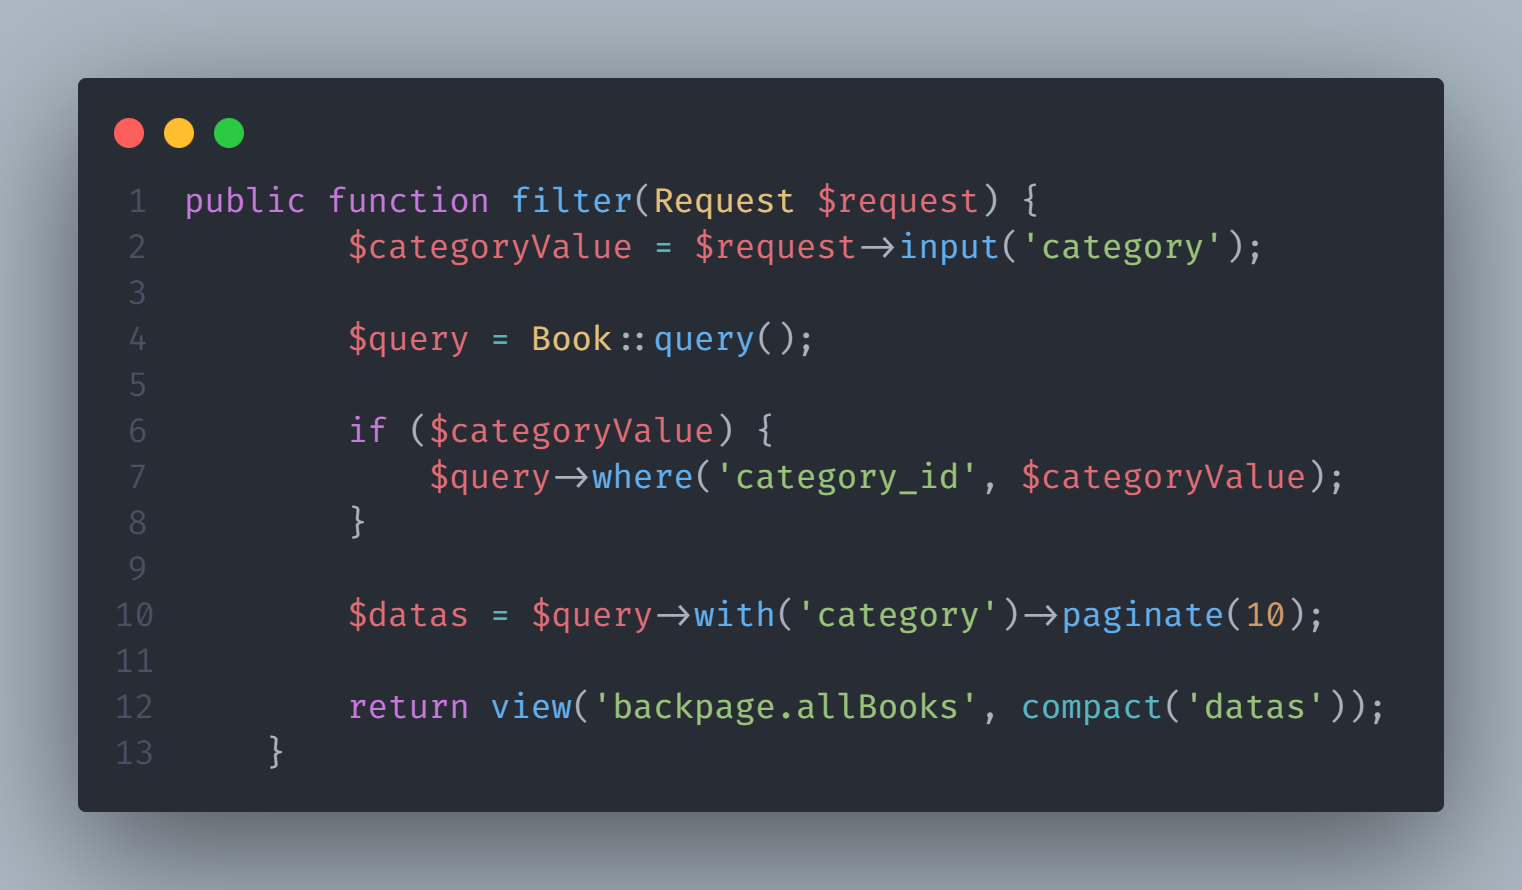 1 public function filter(Request $request) {
2         $categoryValue = $request->input('category');
3
4         $query = Book::query();
5
6         if ($categoryValue) {
7             $query->where('category_id', $categoryValue);
8         }
9
10         $datas = $query->with('category')->paginate(10);
11
12         return view('backpage.allBooks', compact('datas'));
13     }